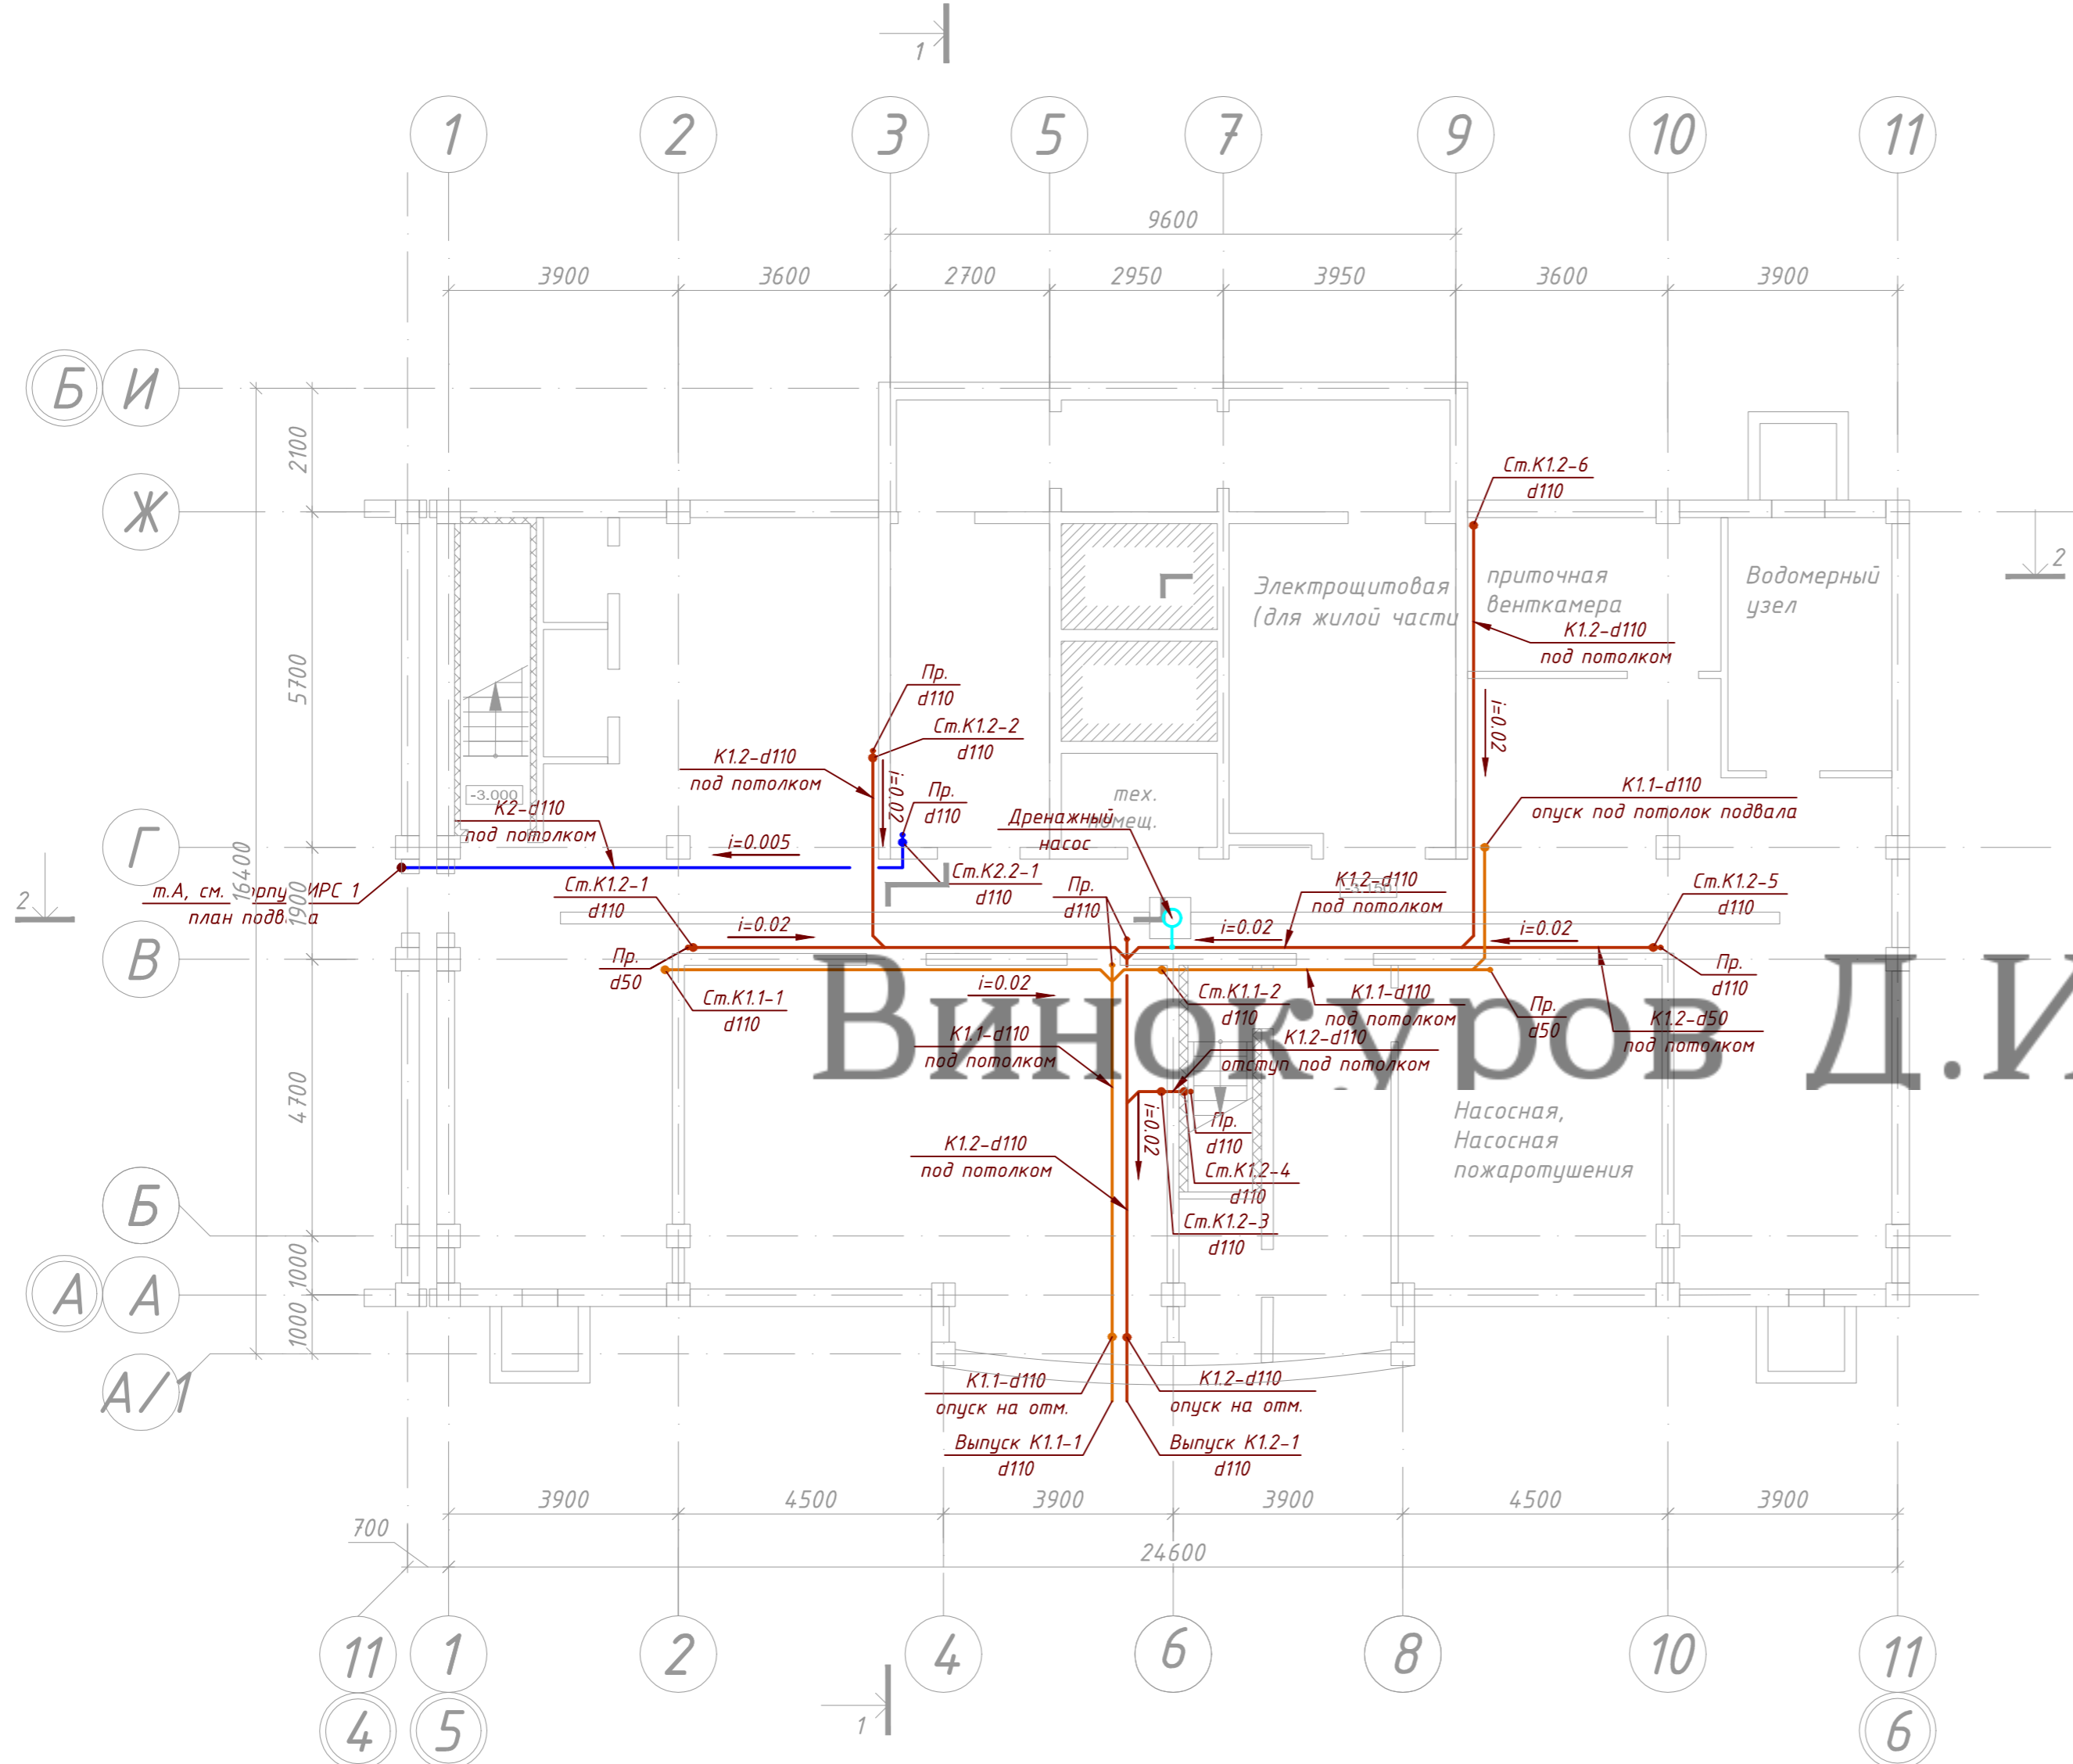 1
1
2
3
5
7
9
10
11
9600
3900
3600
2700
2950
3950
3600
3900
Б
И
2100
Ст.К1.2-6
d110
Ж
2
Электрощитовая
(для жилой части
приточная
венткамера
Водомерный
узел
К1.2-d110
под потолком
5700
Пр.
d110
Ст.К1.2-2
d110
i=0.02
К1.2-d110
под потолком
i=0.02
К1.1-d110
опуск под потолок подвала
-3.000
К2-d110
под потолком
Пр.
d110
тех.
помещ.
Дренажный
насос
Г
i=0.005
16400
1900
2
т.А, см.
ИРС 1
план
Ст.К1.2-1
d110
Ст.К2.2-1
d110
Пр.
d110
К1.2-d110
под потолком
Ст.К1.2-5
d110
i=0.02
i=0.02
i=0.02
В
Пр.
d50
Пр.
d110
Ст.К1.1-1
d110
i=0.02
Ст.К1.1-2
d110
К1.1-d110
под потолком
Пр.
d50
К1.2-d50
под потолком
Винокуров Д.И
К1.1-d110
под потолком
К1.2-d110
отступ под потолком
4700
Насосная,
Насосная
пожаротушения
i=0.02
Пр.
d110
К1.2-d110
под потолком
Ст.К1.2-4
d110
Б
Ст.К1.2-3
d110
1000
А
А
1000
А/1
К1.1-d110
опуск на отм.
К1.2-d110
опуск на отм.
Выпуск К1.1-1
d110
Выпуск К1.2-1
d110
3900
4500
3900
3900
4500
3900
700
24600
11
1
2
4
6
8
10
11
4
5
1
6